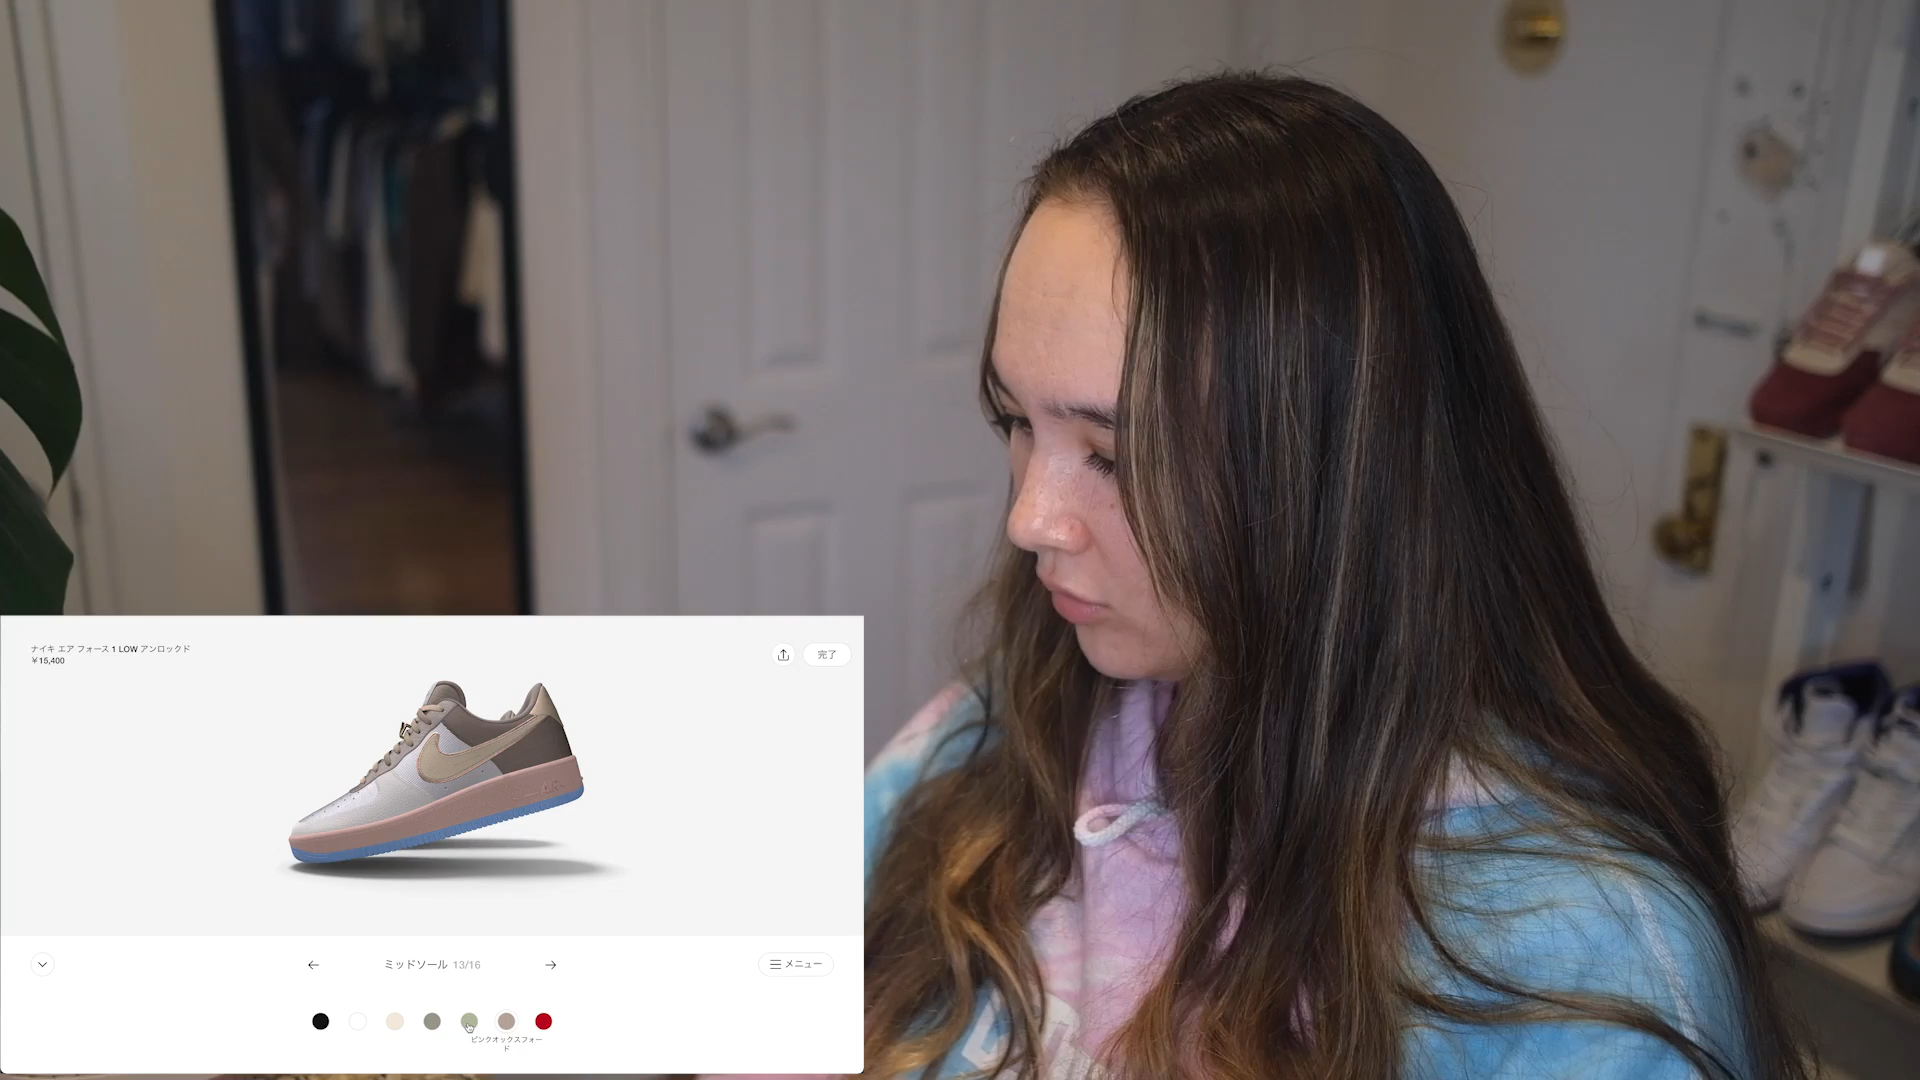 ナイキ エア フォース 1 LOW アンロックド
￥15,400
完了
ミッドソール 13/16
メニュー
ピンクオックスフォー
ド